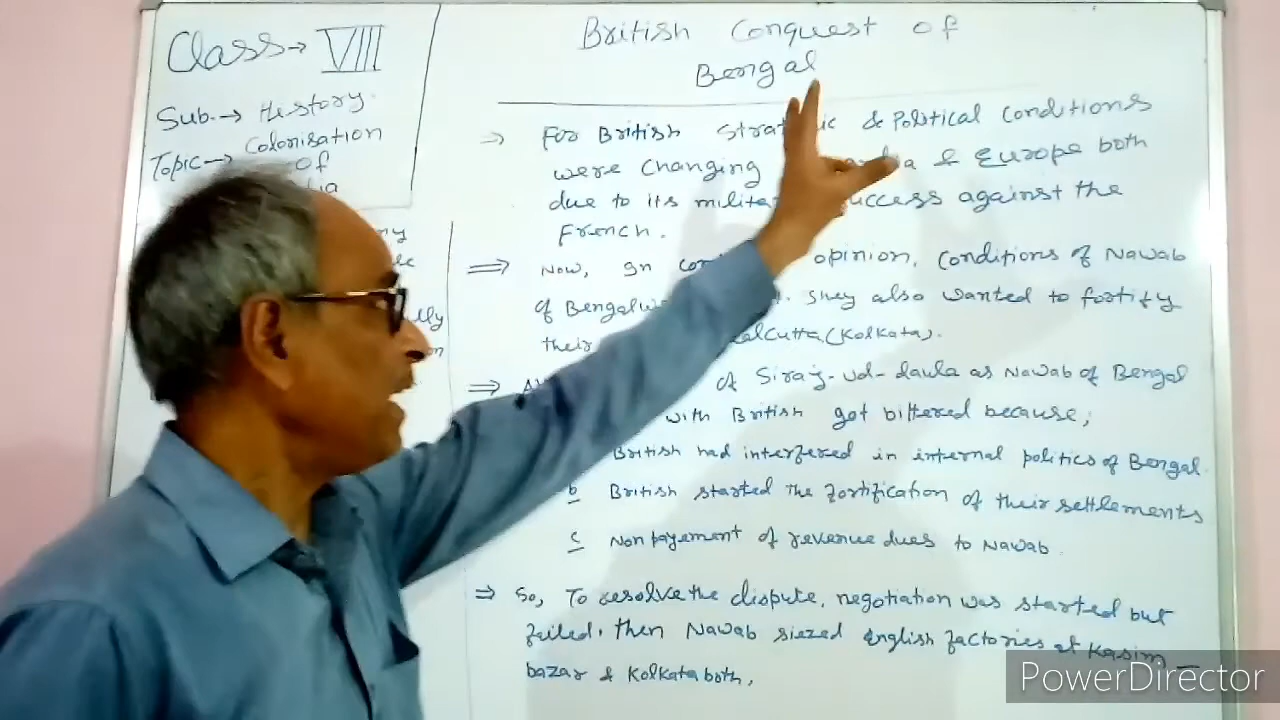 Class → VIII
Sub. → History
Topic → Colonisation
of
British Conquest of
Bengal
⇒ For British & Political Conditions
were changing & Europe both
due to its success against the
French.
⇒ Now, In opinion, conditions of Nawab
of Bengal They also wanted to fortify
their (Kolkata).
⇒ of Siraj-ud-daula as Nawab of Bengal
with British got bittered because;
British had interfered in internal politics of Bengal.
b British started the fortification of their settlements
c Non payement of revenue dues to Nawab.
⇒ So, To resolve the dispute, negotiation was started but
failed. then Nawab siezed English factories at Kasim-
bazar & Kolkata both,
PowerDirector